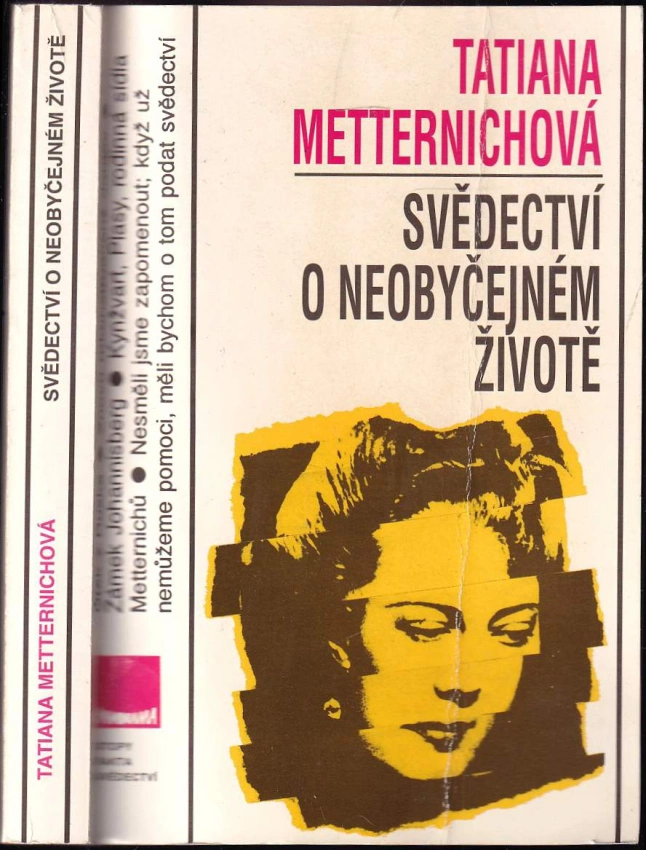 TATIANA METTERNICHOVÁ SVĚDECTVÍ O NEOBYČEJNÉM ŽIVOTĚ
Zámek Johannisberg ● Kynžvart, Plasy, rodinná sídla
Metternichů ● Nesměli jsme zapomenout; když už
nemůžeme pomoci, měli bychom o tom podat svědectví
STOPY
FAKTA
SVĚDECTVÍ
TATIANA
METTERNICHOVÁ
SVĚDECTVÍ
O NEOBYČEJNÉM
ŽIVOTĚ